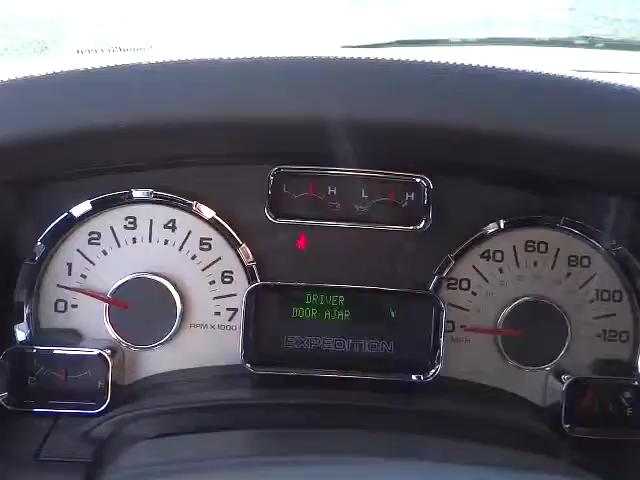 L H L H
0 1 2 3 4 5 6 7
RPM X 1000
DRIVER
DOOR AJAR
EXPEDITION
0 20 40 60 80 100 120
MPH
F
F